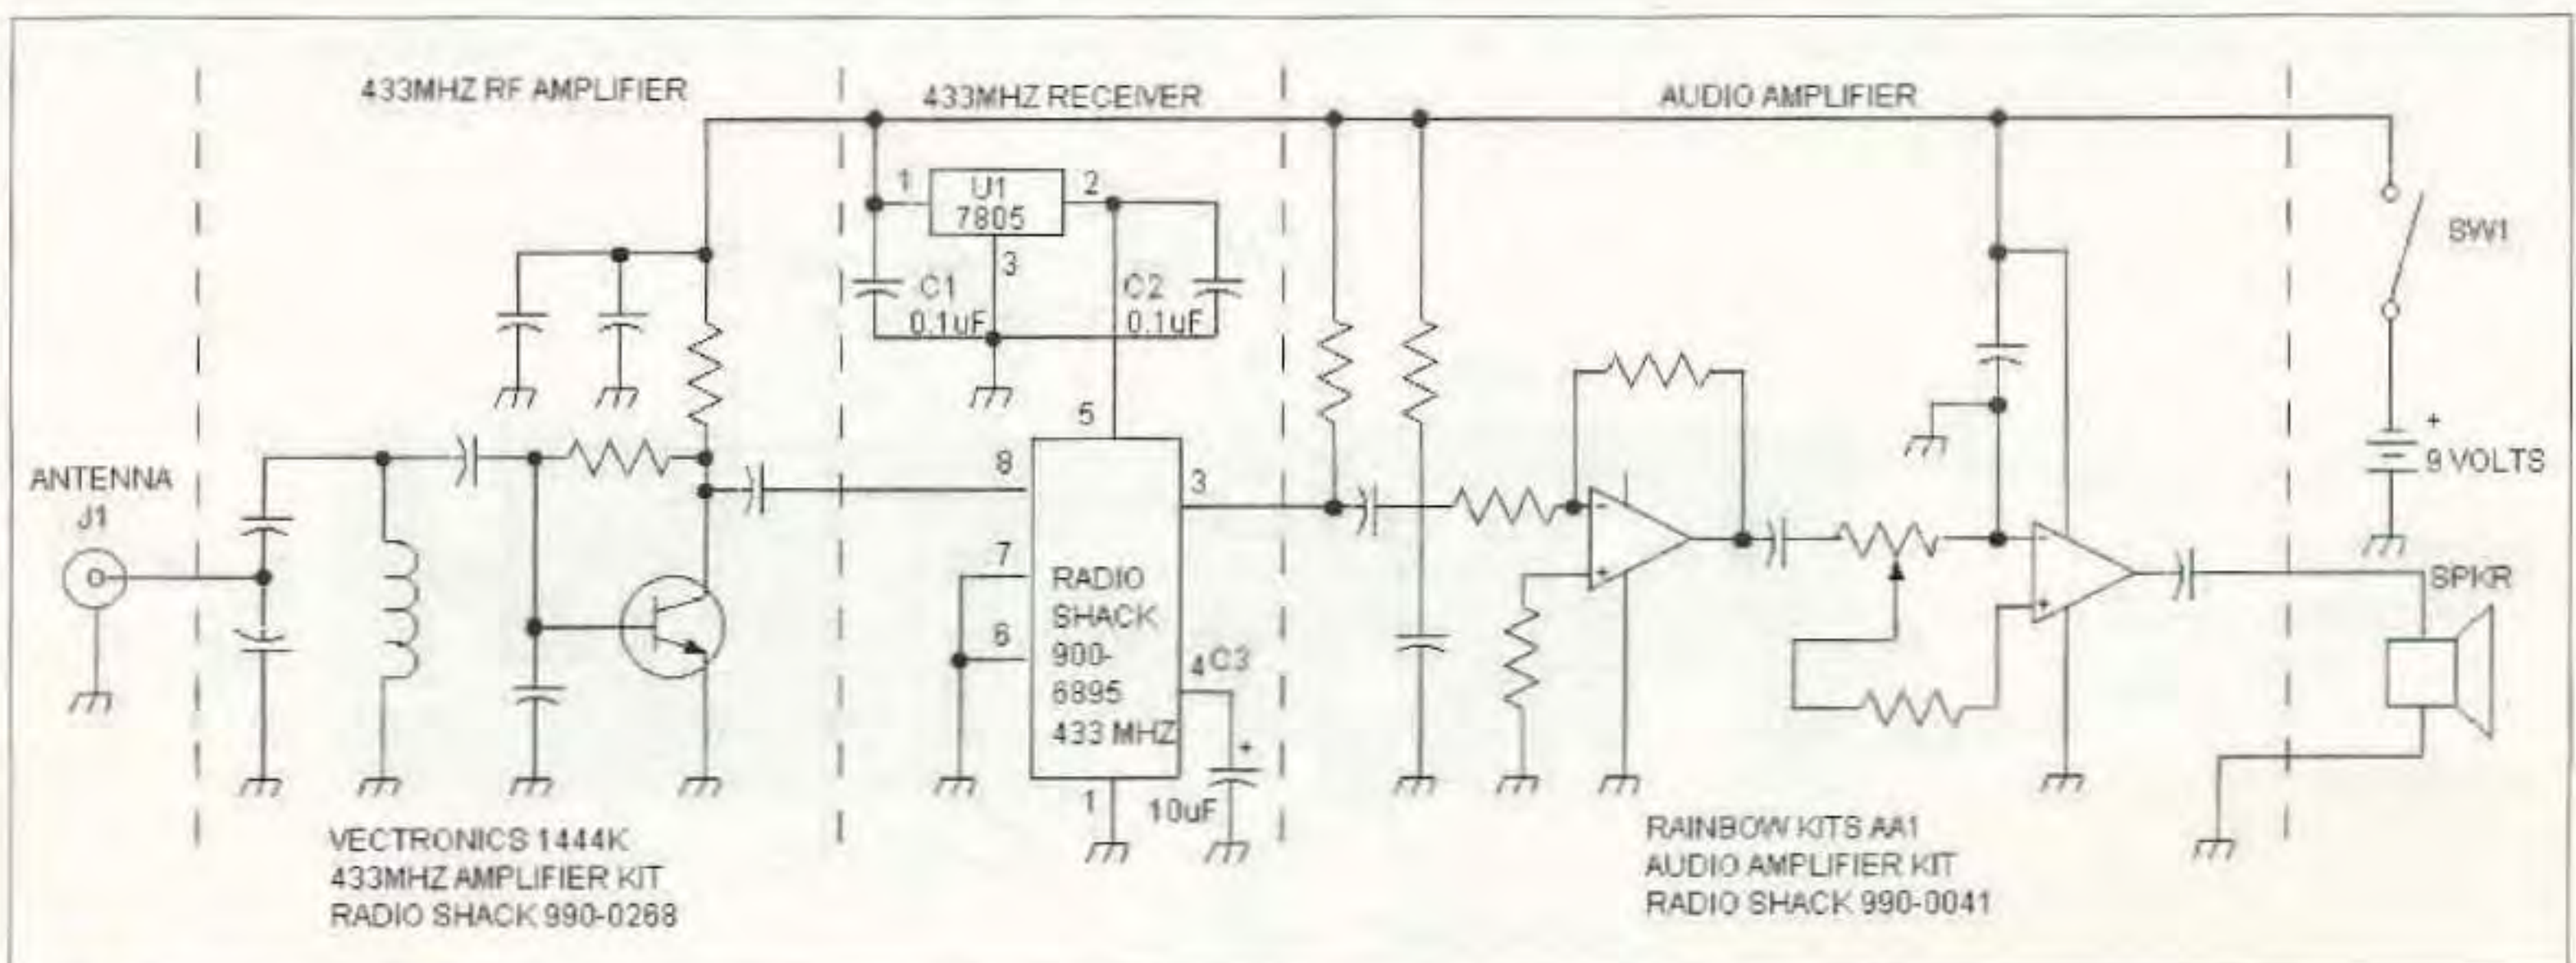 433MHZ RF AMPLIFIER
433MHZ RECEIVER
AUDIO AMPLIFIER
1
U1
7805
2
3
C1
0.1uF
C2
0.1uF
SW1
+
9 VOLTS
ANTENNA
J1
5
8
7
6
3
RADIO
SHACK
900-
6895
433 MHZ
4
C3
+
10uF
1
-
+
-
+
SPKR
VECTRONICS 1444K
433MHZ AMPLIFIER KIT
RADIO SHACK 990-0268
RAINBOW KITS AA1
AUDIO AMPLIFIER KIT
RADIO SHACK 990-0041